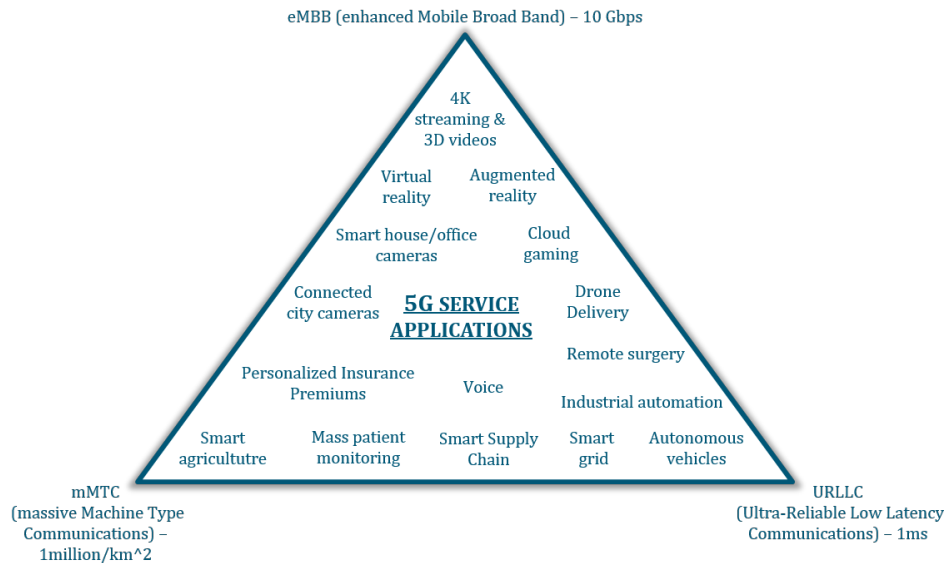 eMBB (enhanced Mobile Broad Band) – 10 Gbps
4K
streaming &
3D videos
Virtual
reality
Augmented
reality
Smart house/office
cameras
Cloud
gaming
Connected
city cameras
5G SERVICE
APPLICATIONS
Drone
Delivery
Remote surgery
Personalized Insurance
Premiums
Voice
Industrial automation
Smart
agricultutre
Mass patient
monitoring
Smart Supply
Chain
Smart
grid
Autonomous
vehicles
mMTC
(massive Machine Type
Communications) –
1million/km^2
URLLC
(Ultra-Reliable Low Latency
Communications) – 1ms